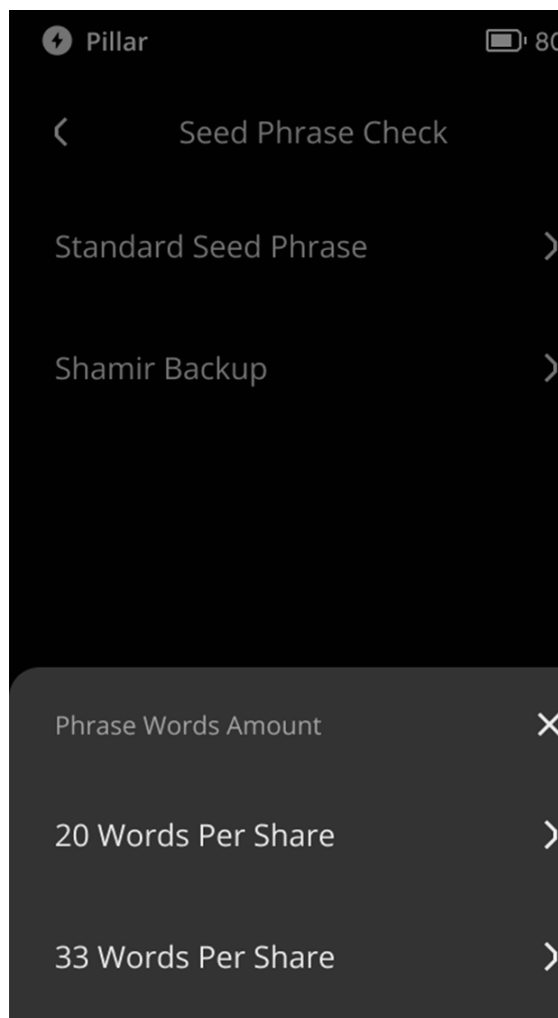 Pillar 80
Seed Phrase Check
Standard Seed Phrase
Shamir Backup
Phrase Words Amount
20 Words Per Share
33 Words Per Share